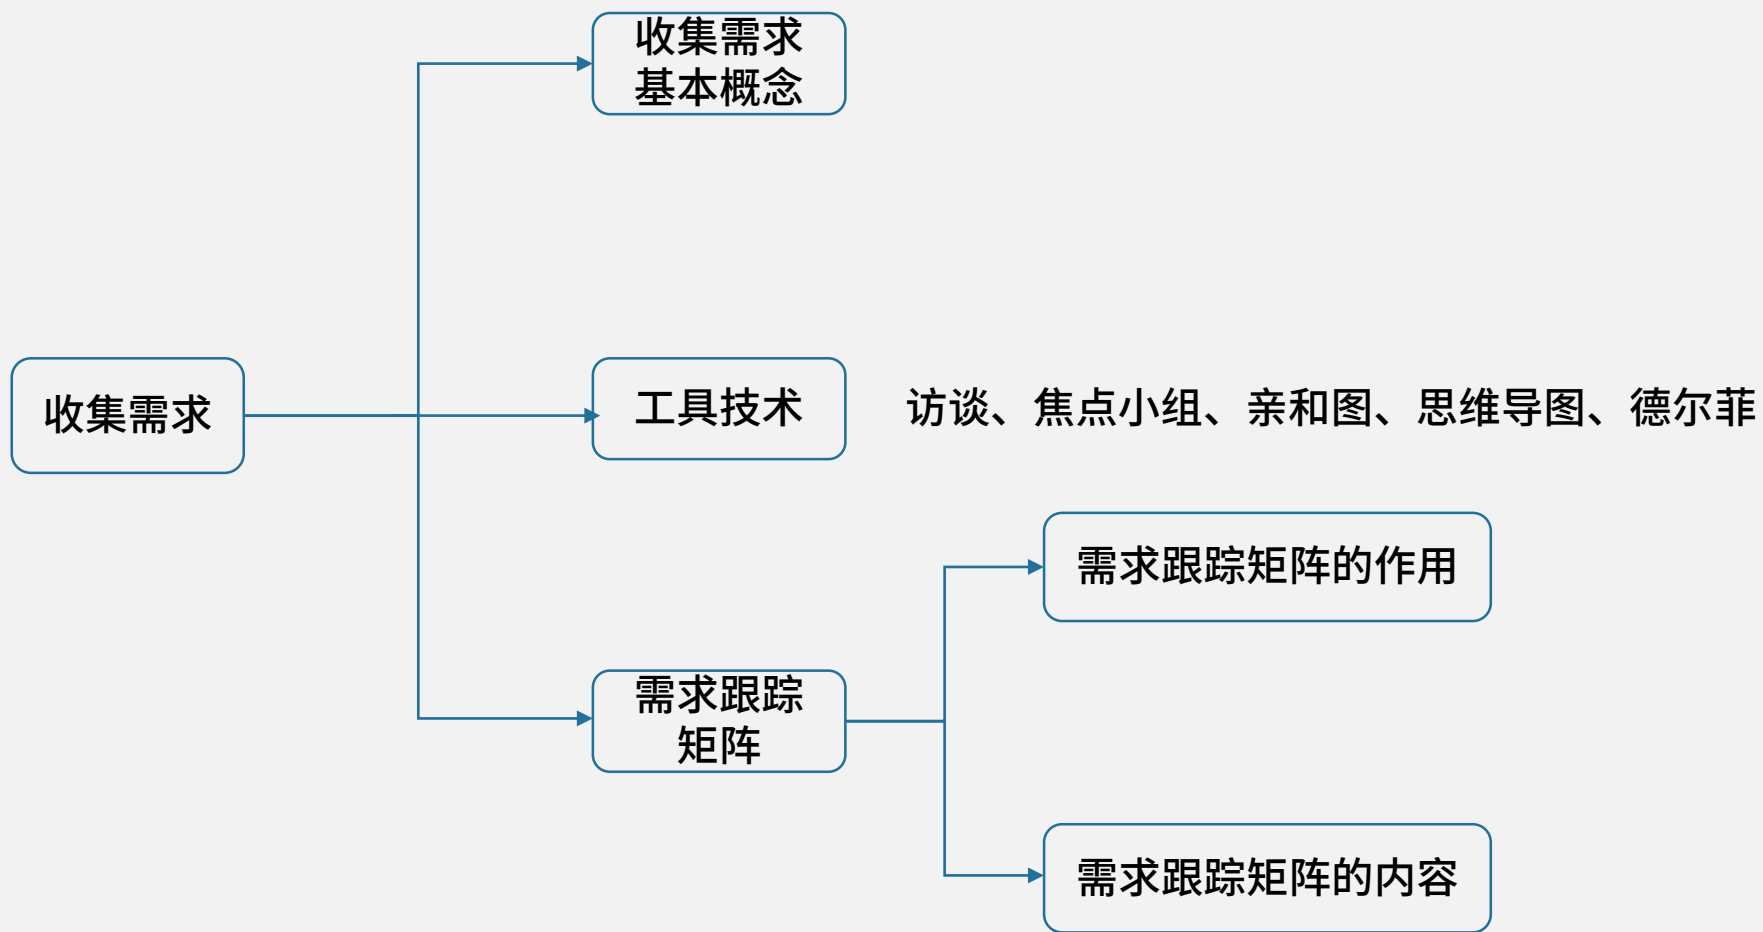 收集需求
基本概念
收集需求
工具技术
访谈、焦点小组、亲和图、思维导图、德尔菲
需求跟踪矩阵的作用
需求跟踪
矩阵
需求跟踪矩阵的内容